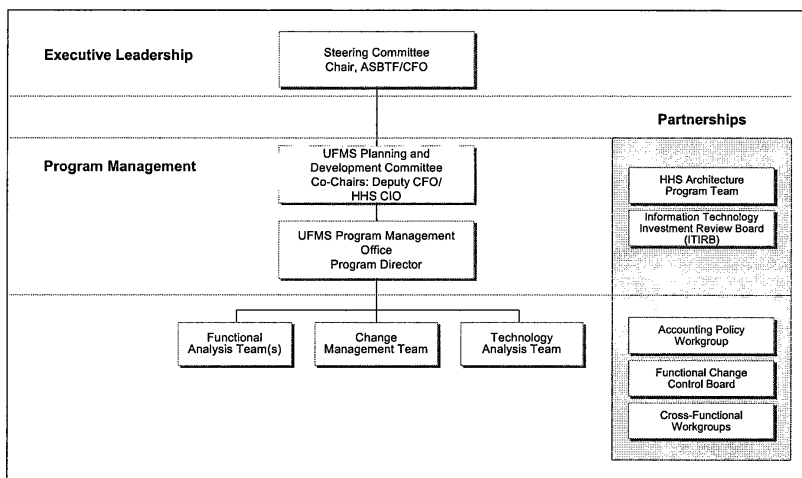 Executive Leadership
Steering Committee
Chair, ASBTF/CFO
Partnerships
Program Management
UFMS Planning and
Development Committee
Co-Chairs: Deputy CFO/
HHS CIO
UFMS Program Management
Office
Program Director
HHS Architecture
Program Team
Information Technology
Investment Review Board
(ITIRB)
Functional
Analysis Team(s)
Change
Management Team
Technology
Analysis Team
Accounting Policy
Workgroup
Functional Change
Control Board
Cross-Functional
Workgroups